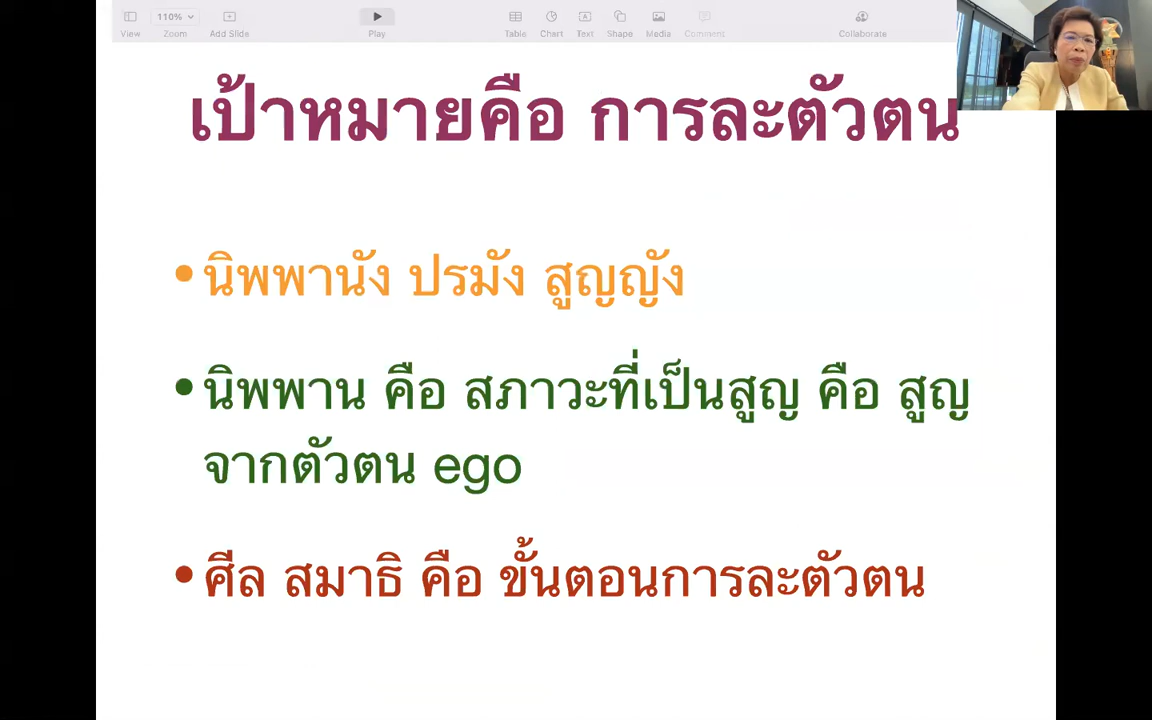 110%
View
Zoom
Add Slide
Play
Table
Chart
Text
Shape
Media
Comment
Collaborate
เป้าหมายคือ การละตัวตน
•นิพพานัง ปรมัง สูญญัง
•นิพพาน คือ สภาวะที่เป็นสูญ คือ สูญ
จากตัวตน ego
•ศีล สมาธิ คือ ขั้นตอนการละตัวตน